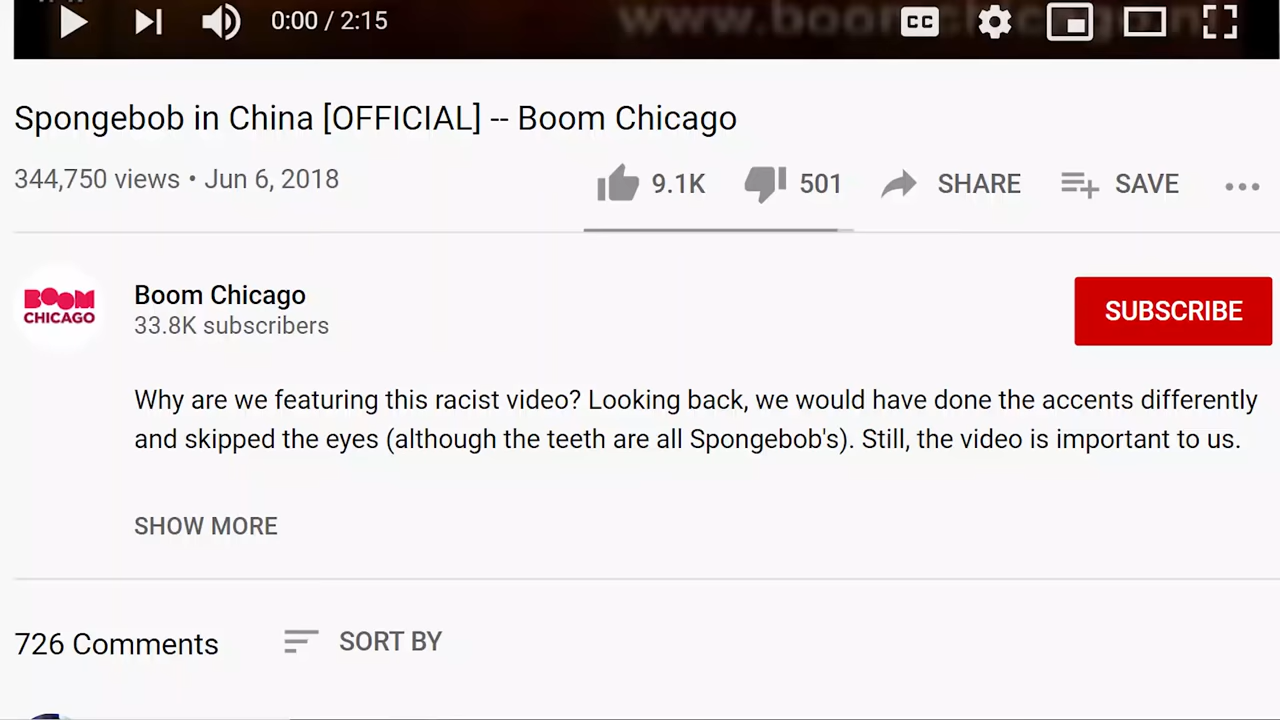 0:00 / 2:15
CC
Spongebob in China [OFFICIAL] -- Boom Chicago
344,750 views • Jun 6, 2018
9.1K
501
SHARE
SAVE
BOOM
CHICAGO
Boom Chicago
33.8K subscribers
SUBSCRIBE
Why are we featuring this racist video? Looking back, we would have done the accents differently
and skipped the eyes (although the teeth are all Spongebob's). Still, the video is important to us.
SHOW MORE
726 Comments
SORT BY